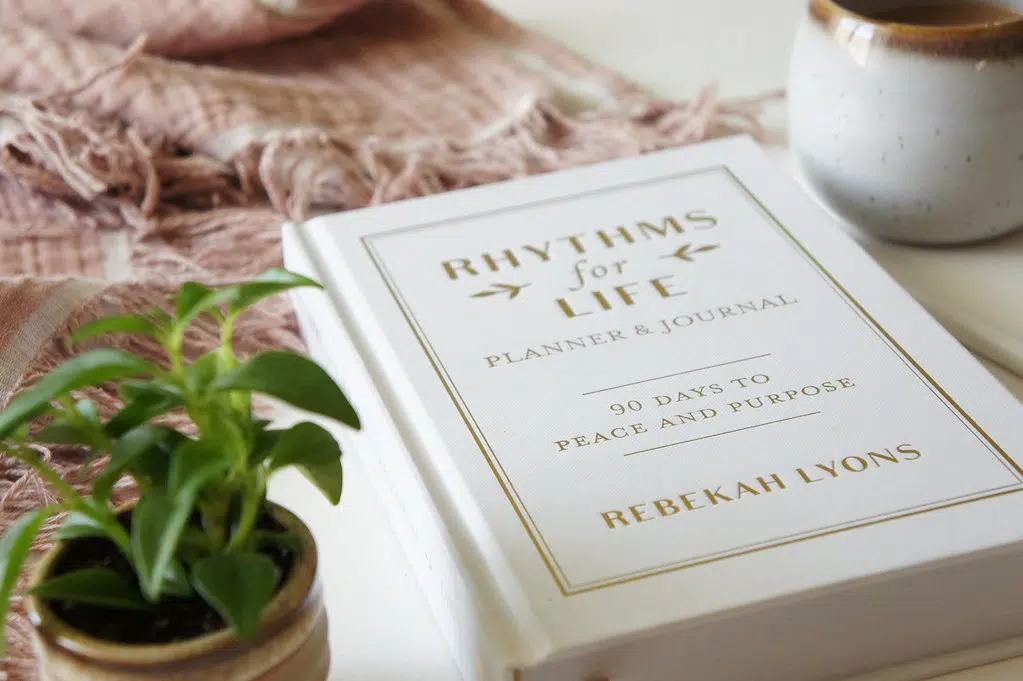 RHYTHMS
for
LIFE
PLANNER & JOURNAL
90 DAYS TO
PEACE AND PURPOSE
REBEKAH LYONS